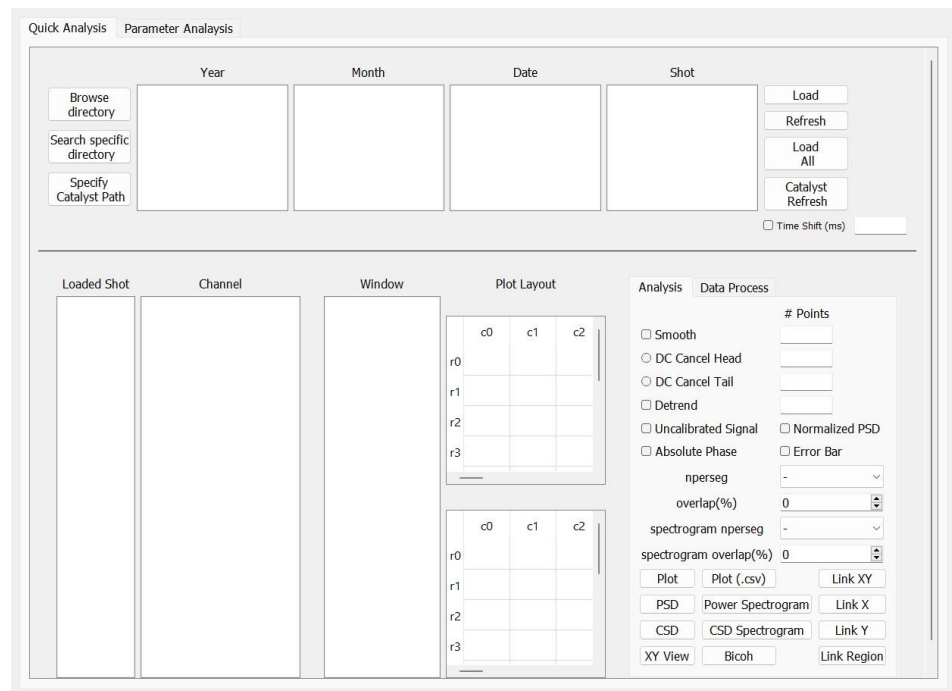 Quick Analysis Parameter Analaysis
Year Month Date Shot
Browse
directory
Search specific
directory
Specify
Catalyst Path
Load
Refresh
Load
All
Catalyst
Refresh
Time Shift (ms)
Loaded Shot Channel Window Plot Layout
c0 c1 c2
r0
r1
r2
r3
c0 c1 c2
r0
r1
r2
r3
Analysis Data Process
# Points
Smooth
DC Cancel Head
DC Cancel Tail
Detrend
Uncalibrated Signal Normalized PSD
Absolute Phase Error Bar
nperseg -
overlap(%) 0
spectrogram nperseg -
spectrogram overlap(%) 0
Plot Plot (.csv) Link XY
PSD Power Spectrogram Link X
CSD CSD Spectrogram Link Y
XY View Bicoh Link Region